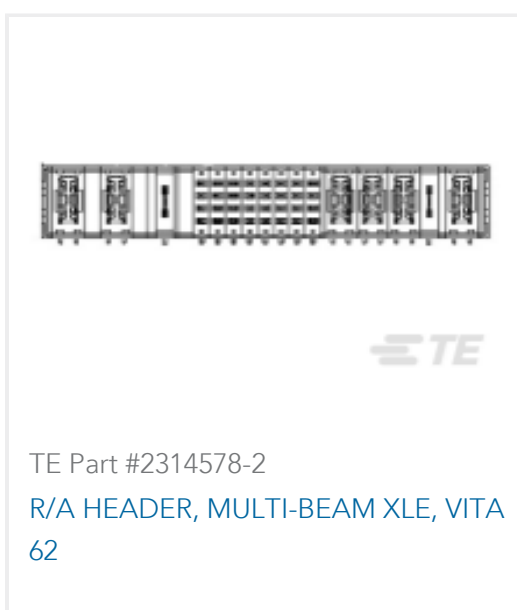 TE
TE Part #2314578-2
R/A HEADER, MULTI-BEAM XLE, VITA
62